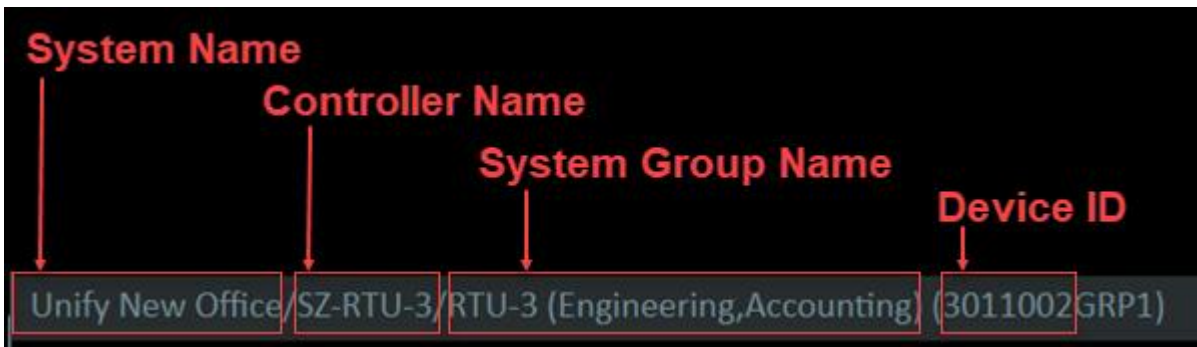 System Name
Controller Name
System Group Name
Device ID
Unify New Office/SZ-RTU-3/RTU-3 (Engineering,Accounting) (3011002GRP1)